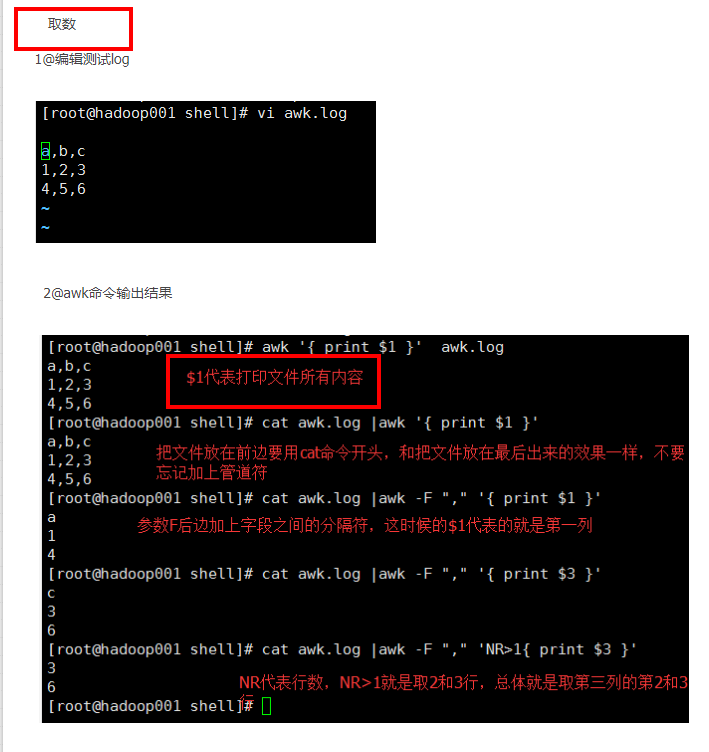 取数
1@编辑测试log
[root@hadoop001 shell]# vi awk.log
a,b,c
1,2,3
4,5,6
~
~
2@awk命令输出结果
[root@hadoop001 shell]# awk '{ print $1 }'  awk.log
a,b,c
$1代表打印文件所有内容
1,2,3
4,5,6
[root@hadoop001 shell]# cat awk.log |awk '{ print $1 }'
a,b,c
1,2,3
4,5,6
把文件放在前边要用cat命令开头，和把文件放在最后出来的效果一样，不要
忘记加上管道符
[root@hadoop001 shell]# cat awk.log |awk -F "," '{ print $1 }'
a
1
4
参数F后边加上字段之间的分隔符，这时候的$1代表的就是第一列
[root@hadoop001 shell]# cat awk.log |awk -F "," '{ print $3 }'
c
3
6
[root@hadoop001 shell]# cat awk.log |awk -F "," 'NR>1{ print $3 }'
3
6
NR代表行数，NR>1就是取2和3行，总体就是取第三列的第2和3
行
[root@hadoop001 shell]#